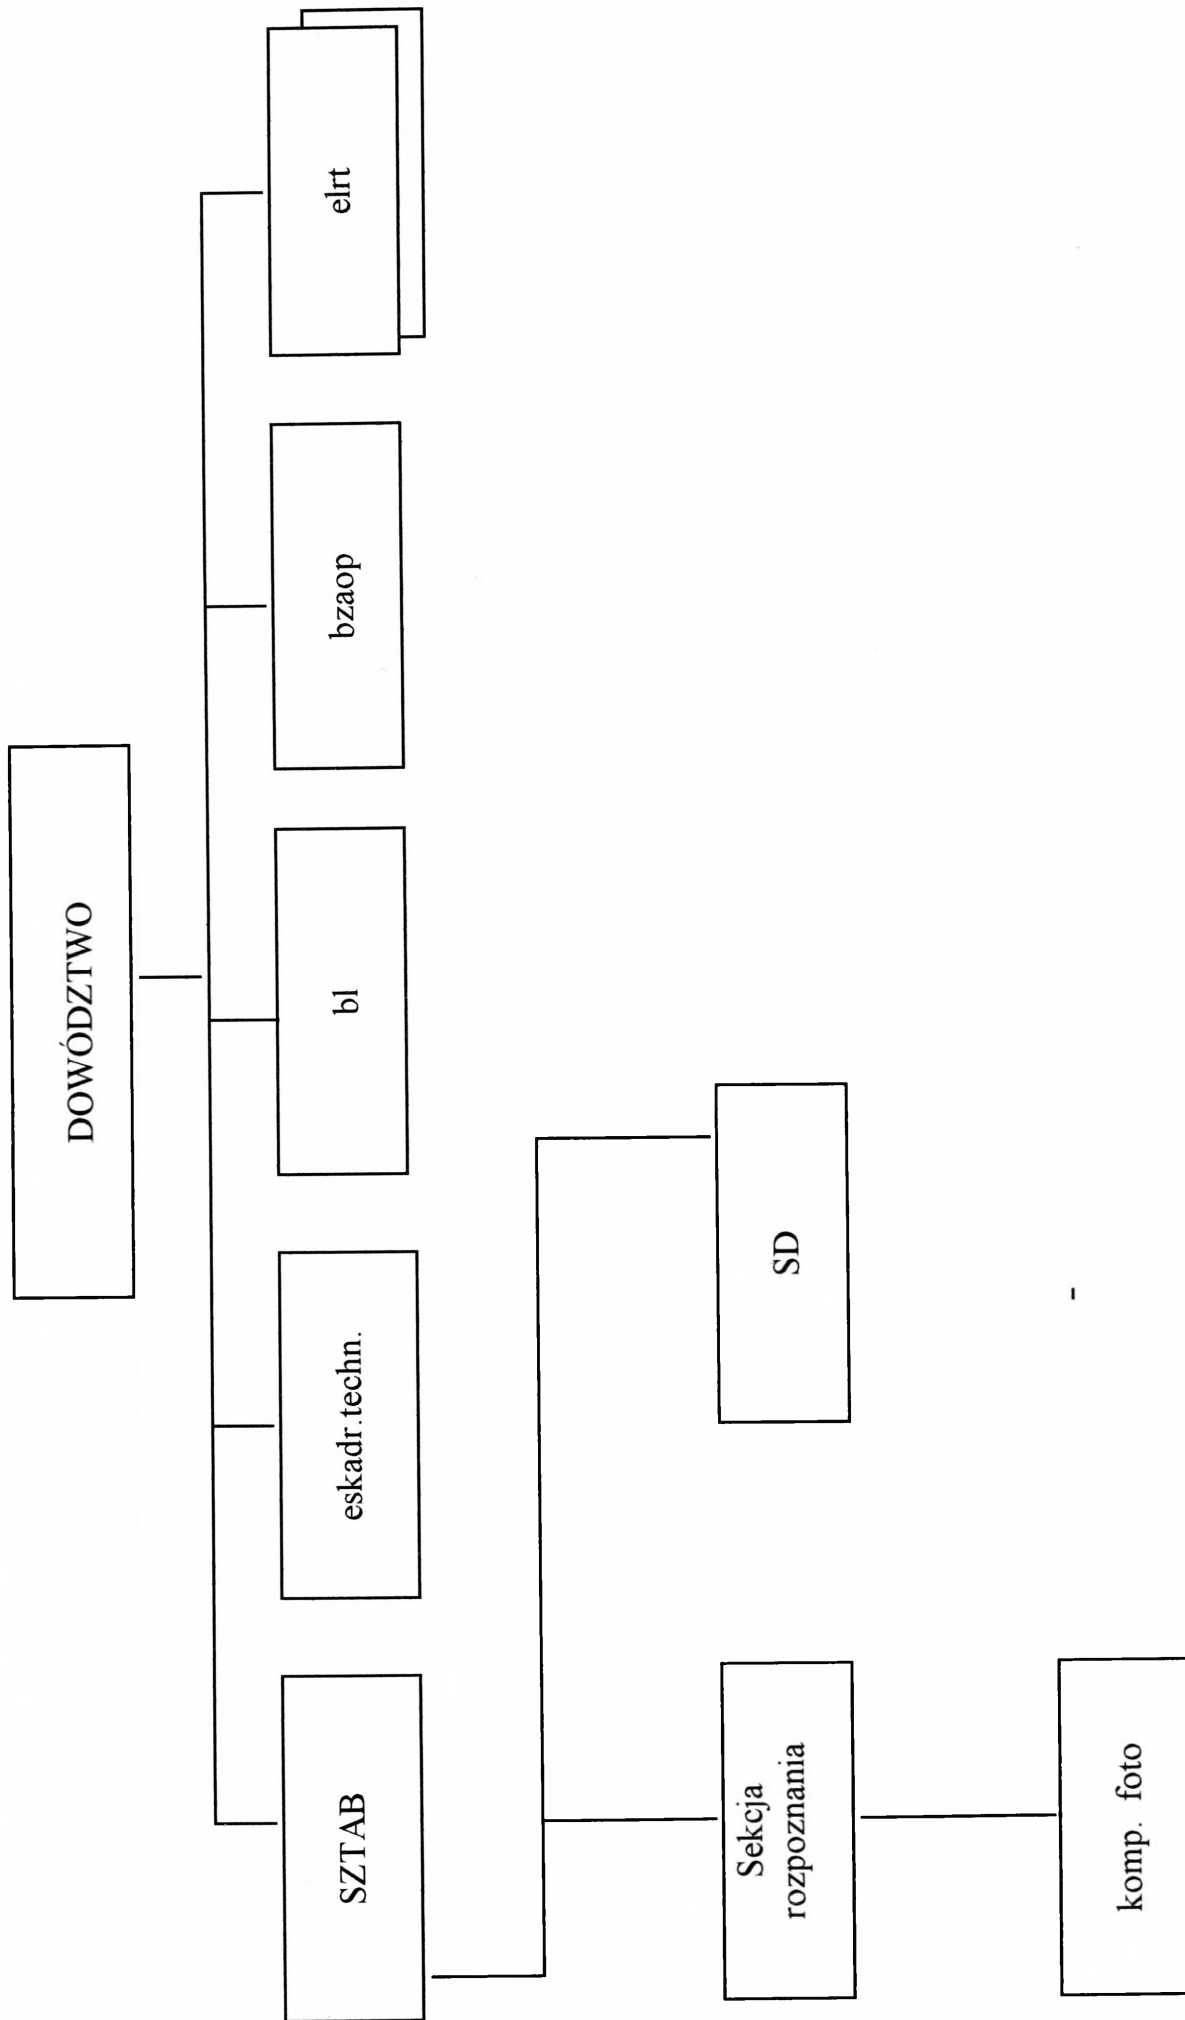 DOWÓDZTWO
SZTAB
eskadr.techn.
bl
bzaop
elrt
Sekcja
rozpoznania
SD
komp. foto